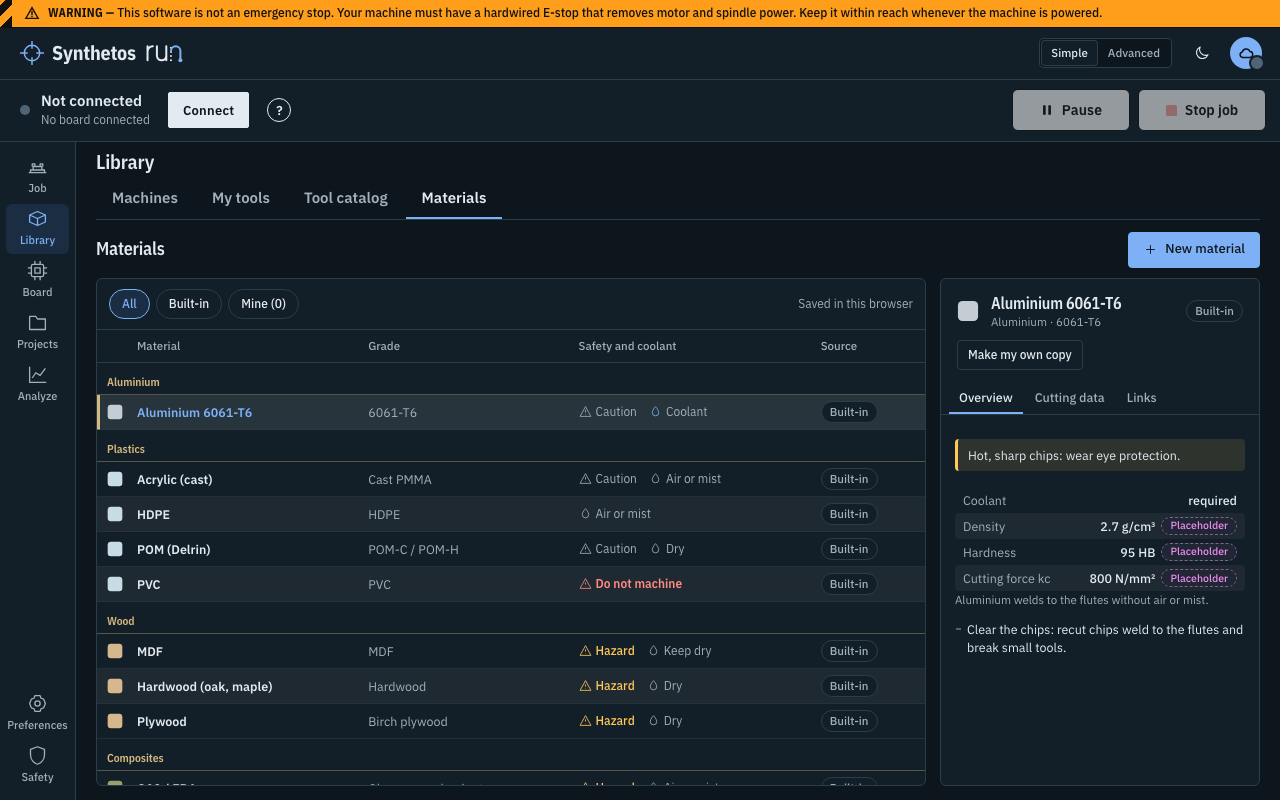 WARNING — This software is not an emergency stop. Your machine must have a hardwired E-stop that removes motor and spindle power. Keep it within reach whenever the machine is powered.
Synthetos run
Simple Advanced
Not connected
No board connected
Connect
?
Pause
Stop job
Job
Library
Board
Projects
Analyze
Preferences
Safety
Library
Machines My tools Tool catalog Materials
Materials
+ New material
All Built-in Mine (0) Saved in this browser
Material Grade Safety and coolant Source
Aluminium
Aluminium 6061-T6 6061-T6 Caution Coolant Built-in
Plastics
Acrylic (cast) Cast PMMA Caution Air or mist Built-in
HDPE HDPE Air or mist Built-in
POM (Delrin) POM-C / POM-H Caution Dry Built-in
PVC PVC Do not machine Built-in
Wood
MDF MDF Hazard Keep dry Built-in
Hardwood (oak, maple) Hardwood Hazard Dry Built-in
Plywood Birch plywood Hazard Dry Built-in
Composites
Aluminium 6061-T6
Aluminium · 6061-T6
Built-in
Make my own copy
Overview Cutting data Links
Hot, sharp chips: wear eye protection.
Coolant required
Density 2.7 g/cm³ Placeholder
Hardness 95 HB Placeholder
Cutting force kc 800 N/mm² Placeholder
Aluminium welds to the flutes without air or mist.
– Clear the chips: recut chips weld to the flutes and
break small tools.